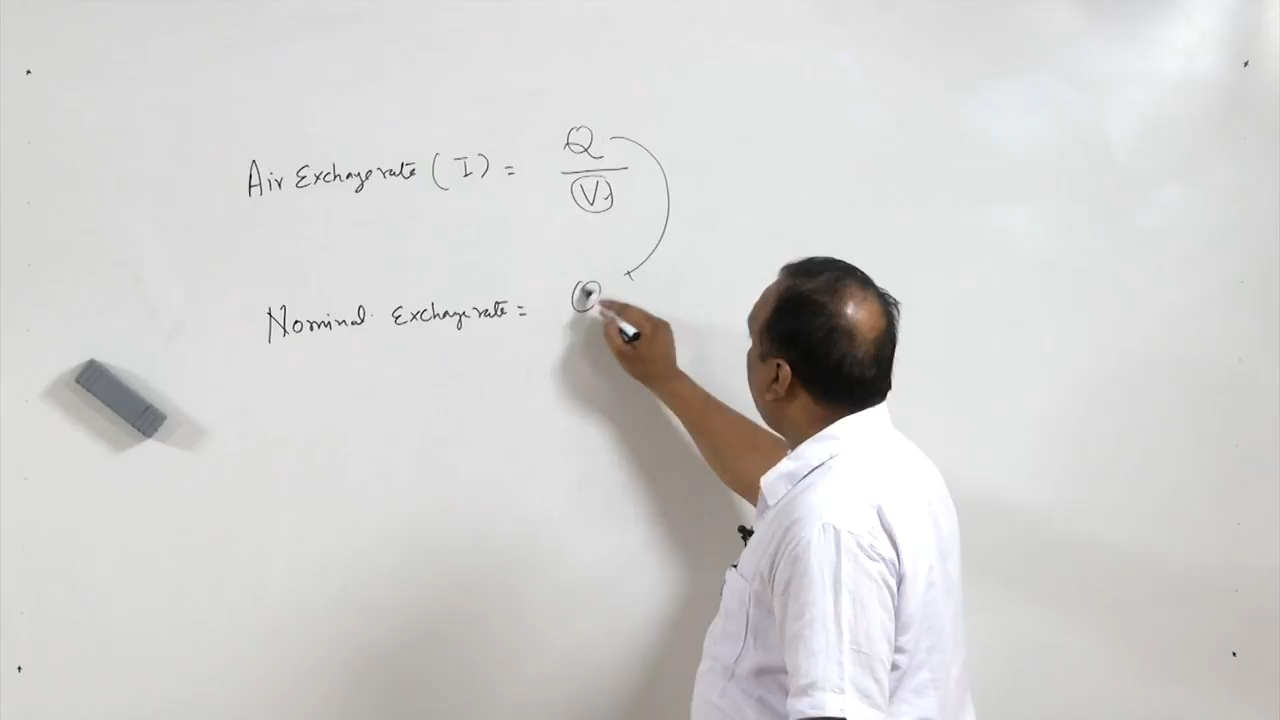 Air Exchange rate (I) = Q
V
Nominal Exchange rate = Q